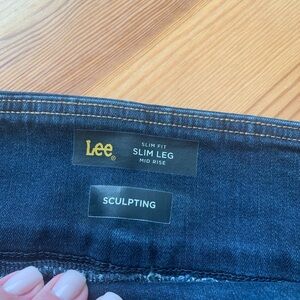 Lee®
SLIM FIT
SLIM LEG
MID RISE
SCULPTING